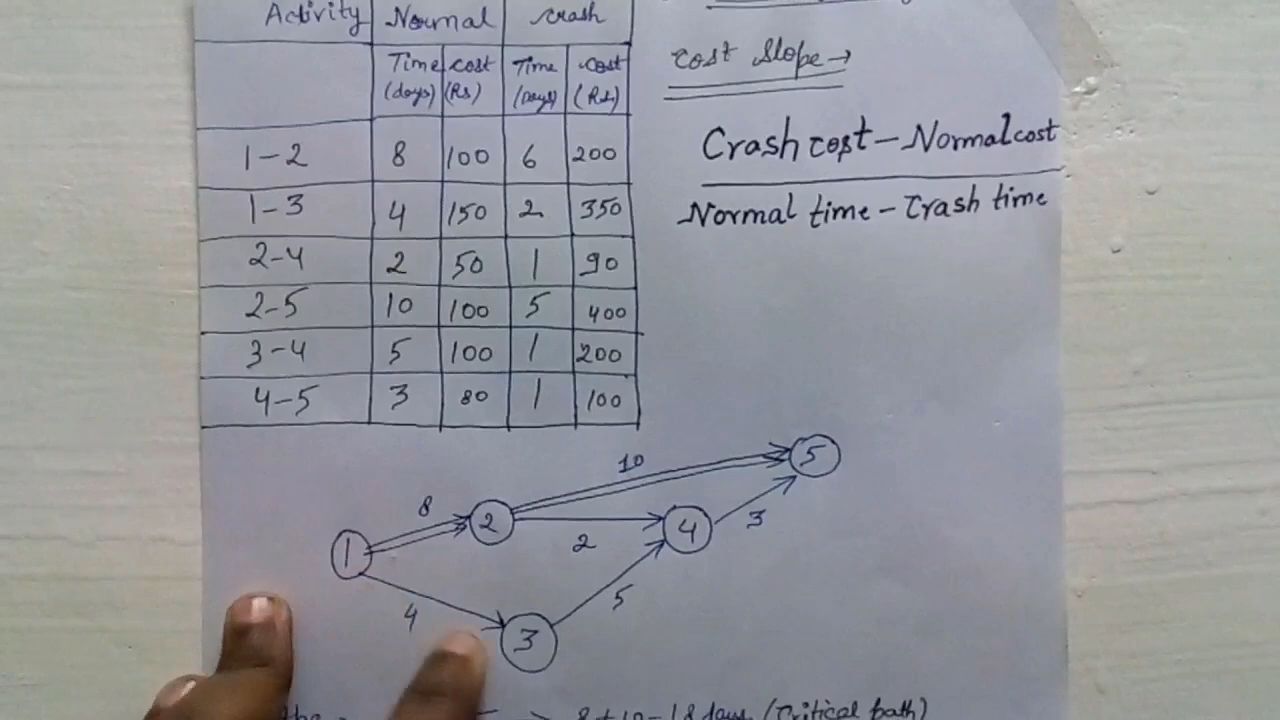 Activity Normal crash
Time cost Time cost
(days) (Rs) (Days) (Rs.)
1-2 8 100 6 200
1-3 4 150 2 350
2-4 2 50 1 90
2-5 10 100 5 400
3-4 5 100 1 200
4-5 3 80 1 100
Cost Slope →
Crash cost - Normal cost
Normal time - Crash time
10
5
8
2
4
3
1
2
5
4
3
8+10-18 days (Critical path)